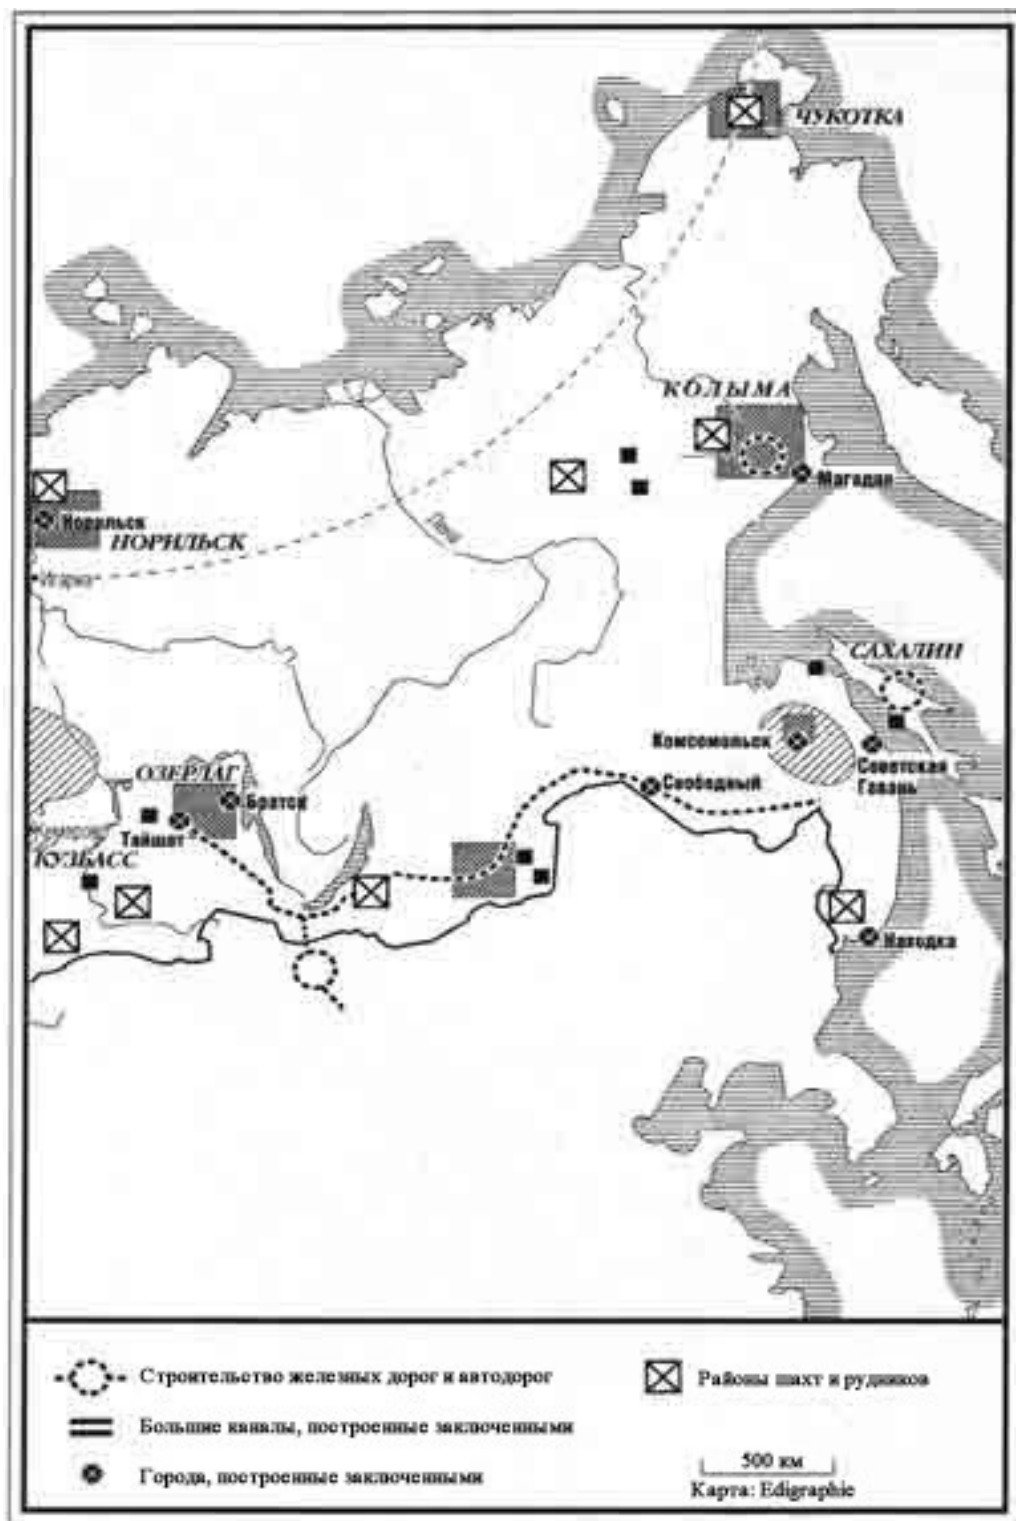 ЧУКОТКА
КОЛЫМА
Магадан
Норильск
НОРИЛЬСК
Лена
Игарка
САХАЛИН
Комсомольск
Советская
Гавань
Свободный
ОЗЕРЛАГ
Братск
Тайшет
Кемерово
КУЗБАСС
Находка
Строительство железных дорог и автодорог
Районы шахт и рудников
Большие каналы, построенные заключенными
Города, построенные заключенными
500 км
Карта: Edigraphie